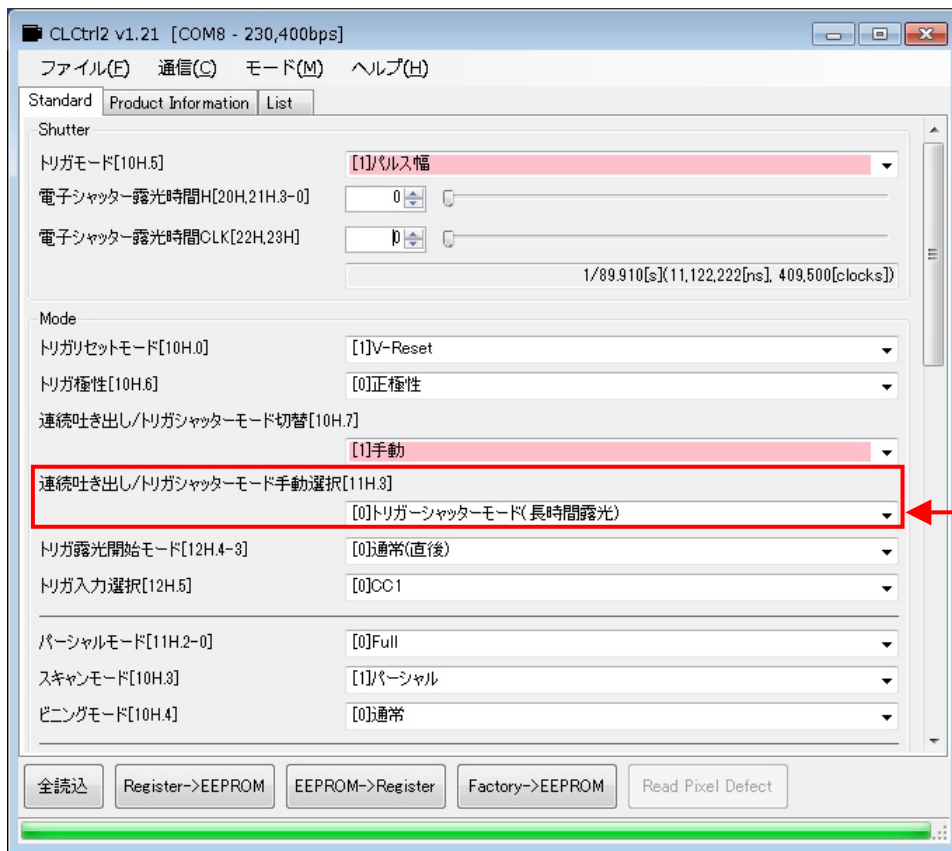 CLCtrl2 v1.21 [COM8 - 230,400bps]
ファイル(F) 通信(C) モード(M) ヘルプ(H)
Standard Product Information List
Shutter
トリガモード[10H.5] [1]パルス幅
電子シャッター露光時間H[20H,21H.3-0] 0
電子シャッター露光時間CLK[22H,23H] 0
1/89.910[s](11,122,222[ns], 409,500[clocks])
Mode
トリガリセットモード[10H.0] [1]V-Reset
トリガ極性[10H.6] [0]正極性
連続吐き出し/トリガシャッターモード切替[10H.7]
[1]手動
連続吐き出し/トリガシャッターモード手動選択[11H.3]
[0]トリガーシャッターモード(長時間露光)
トリガ露光開始モード[12H.4-3] [0]通常(直後)
トリガ入力選択[12H.5] [0]CC1
パーシャルモード[11H.2-0] [0]Full
スキャンモード[10H.3] [1]パーシャル
ビニングモード[10H.4] [0]通常
全読込 Register->EEPROM EEPROM->Register Factory->EEPROM Read Pixel Defect